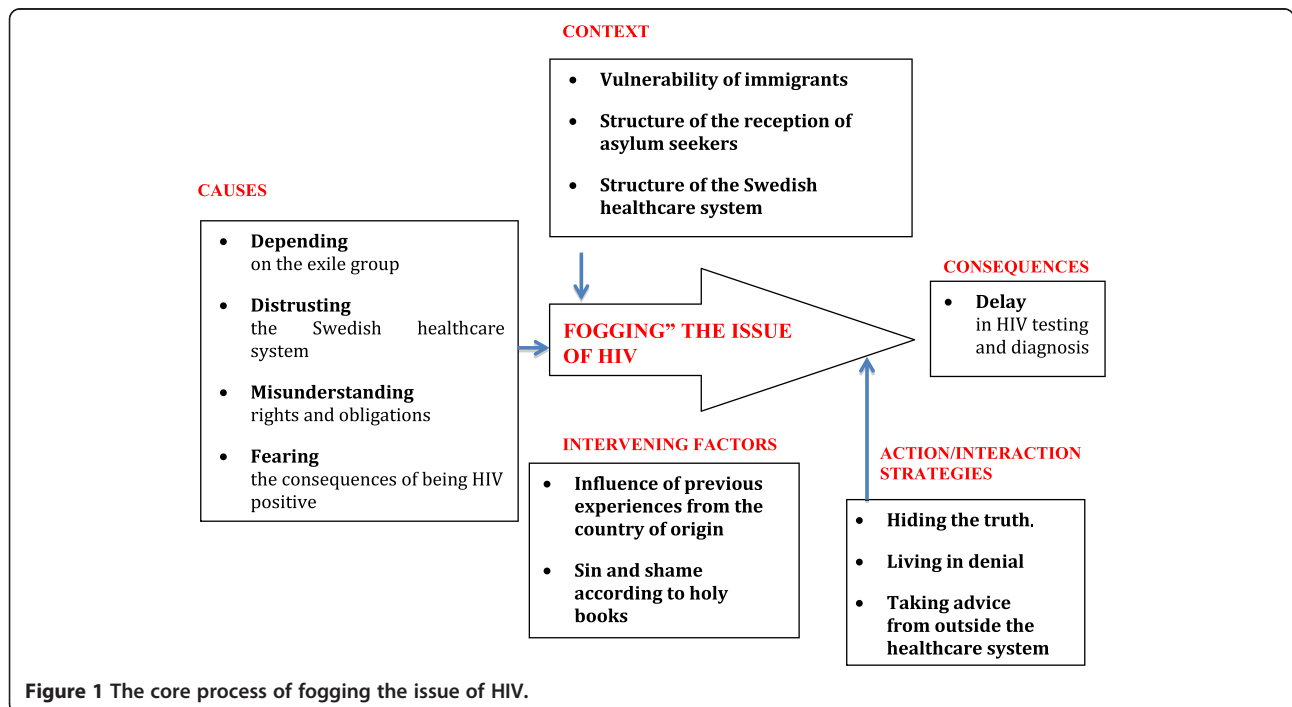 CONTEXT
• Vulnerability of immigrants
• Structure of the reception of
asylum seekers
• Structure of the Swedish
healthcare system
CAUSES
• Depending
on the exile group
• Distrusting
the Swedish healthcare
system
• Misunderstanding
rights and obligations
• Fearing
the consequences of being HIV
positive
FOGGING” THE ISSUE
OF HIV
CONSEQUENCES
• Delay
in HIV testing
and diagnosis
INTERVENING FACTORS
• Influence of previous
experiences from the
country of origin
• Sin and shame
according to holy
books
ACTION/INTERACTION
STRATEGIES
• Hiding the truth.
• Living in denial
• Taking advice
from outside the
healthcare system
Figure 1 The core process of fogging the issue of HIV.